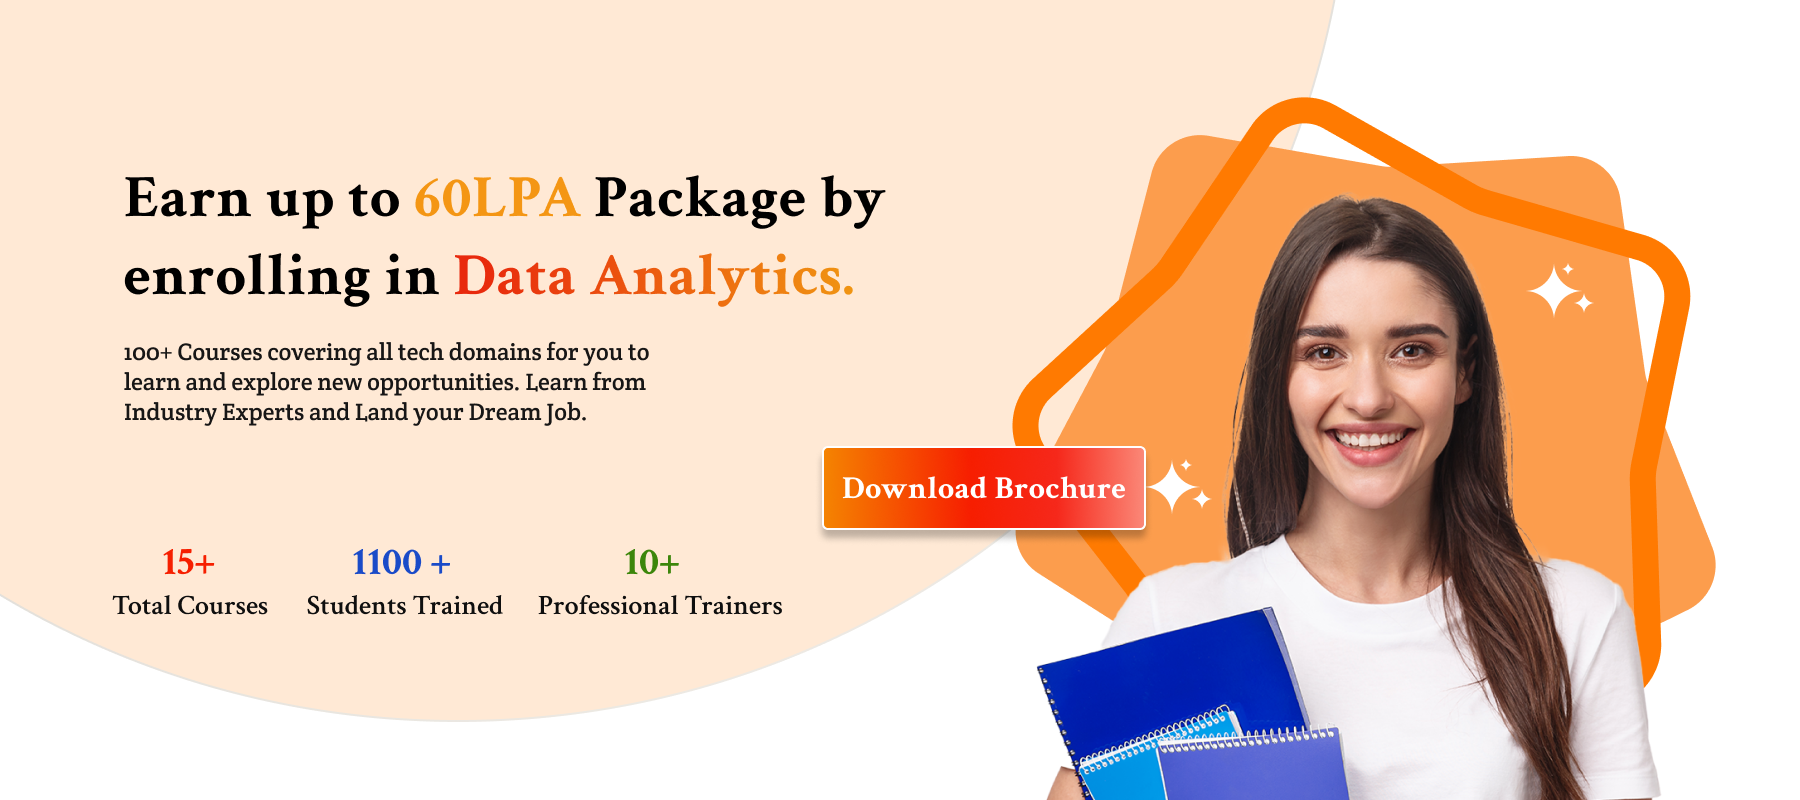 Earn up to 60LPA Package by
enrolling in Data Analytics.
100+ Courses covering all tech domains for you to
learn and explore new opportunities. Learn from
Industry Experts and Land your Dream Job.
Download Brochure
15+ 1100 + 10+
Total Courses Students Trained Professional Trainers